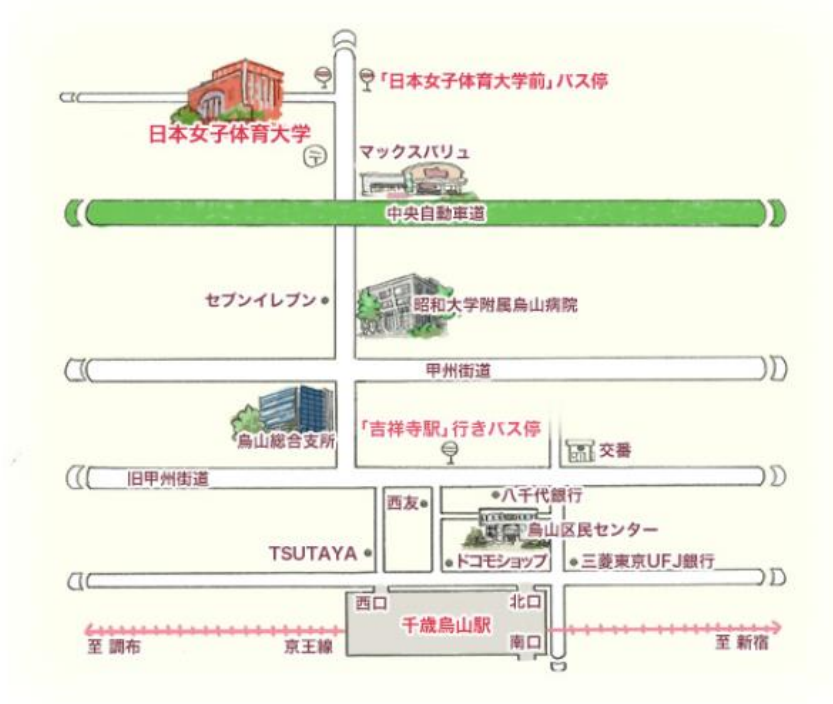 「日本女子体育大学前」バス停
日本女子体育大学
〒
マックスバリュ
中央自動車道
セブンイレブン
昭和大学附属烏山病院
甲州街道
烏山総合支所
「吉祥寺駅」行きバス停
交番
旧甲州街道
西友
八千代銀行
烏山区民センター
TSUTAYA
ドコモショップ
三菱東京UFJ銀行
西口
北口
千歳烏山駅
南口
至 調布
京王線
至 新宿